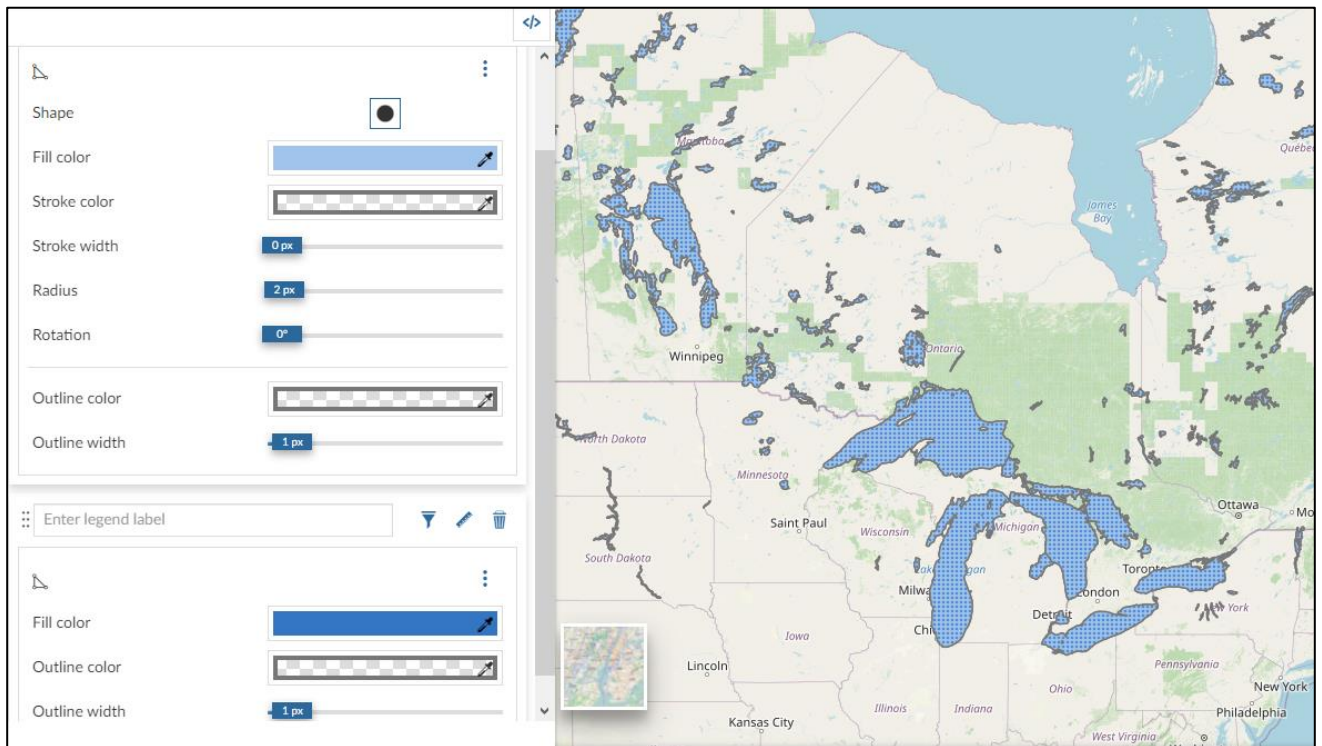 </>
Shape
Fill color
Stroke color
Stroke width
0 px
Radius
2 px
Rotation
0°
Outline color
Outline width
1 px
Enter legend label
Fill color
Outline color
Outline width
1 px
Manitoba
Québec
James
Bay
Winnipeg
Ontario
North Dakota
Minnesota
Ottawa
Mo
Saint Paul
Wisconsin
Michigan
South Dakota
Toronto
London
Detroit
New York
Iowa
Pennsylvania
Lincoln
Ohio
New York
Illinois
Indiana
Philadelphia
Kansas City
West Virginia